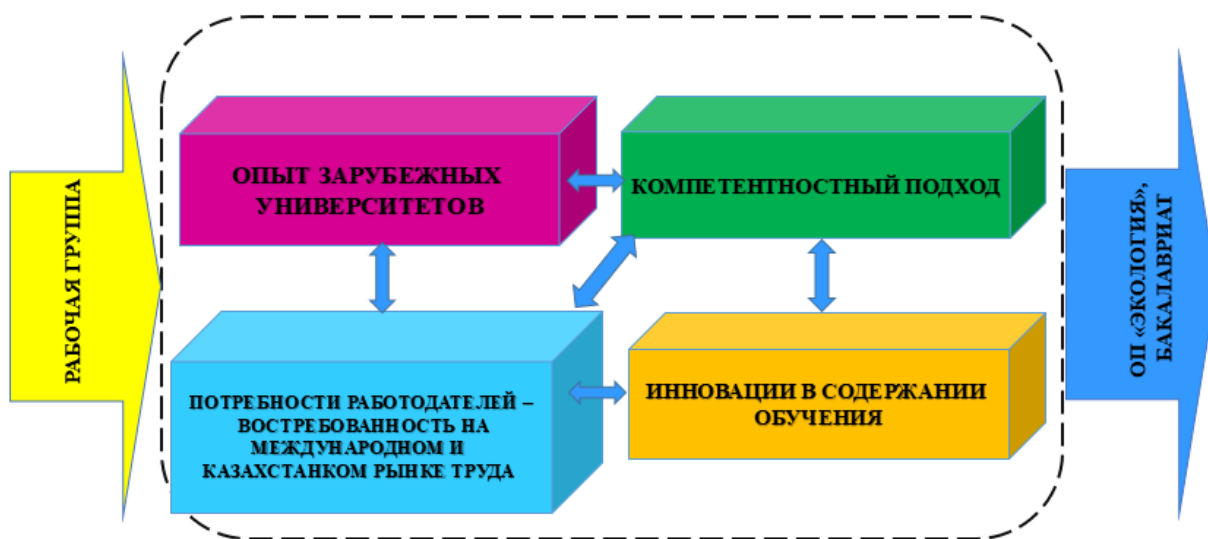 РАБОЧАЯ ГРУППА
ОПЫТ ЗАРУБЕЖНЫХ
УНИВЕРСИТЕТОВ
КОМПЕТЕНТНОСТНЫЙ ПОДХОД
ПОТРЕБНОСТИ РАБОТОДАТЕЛЕЙ –
ВОСТРЕБОВАННОСТЬ НА
МЕЖДУНАРОДНОМ И
КАЗАХСТАНКОМ РЫНКЕ ТРУДА
ИННОВАЦИИ В СОДЕРЖАНИИ
ОБУЧЕНИЯ
ОП «ЭКОЛОГИЯ»,
БАКАЛАВРИАТ